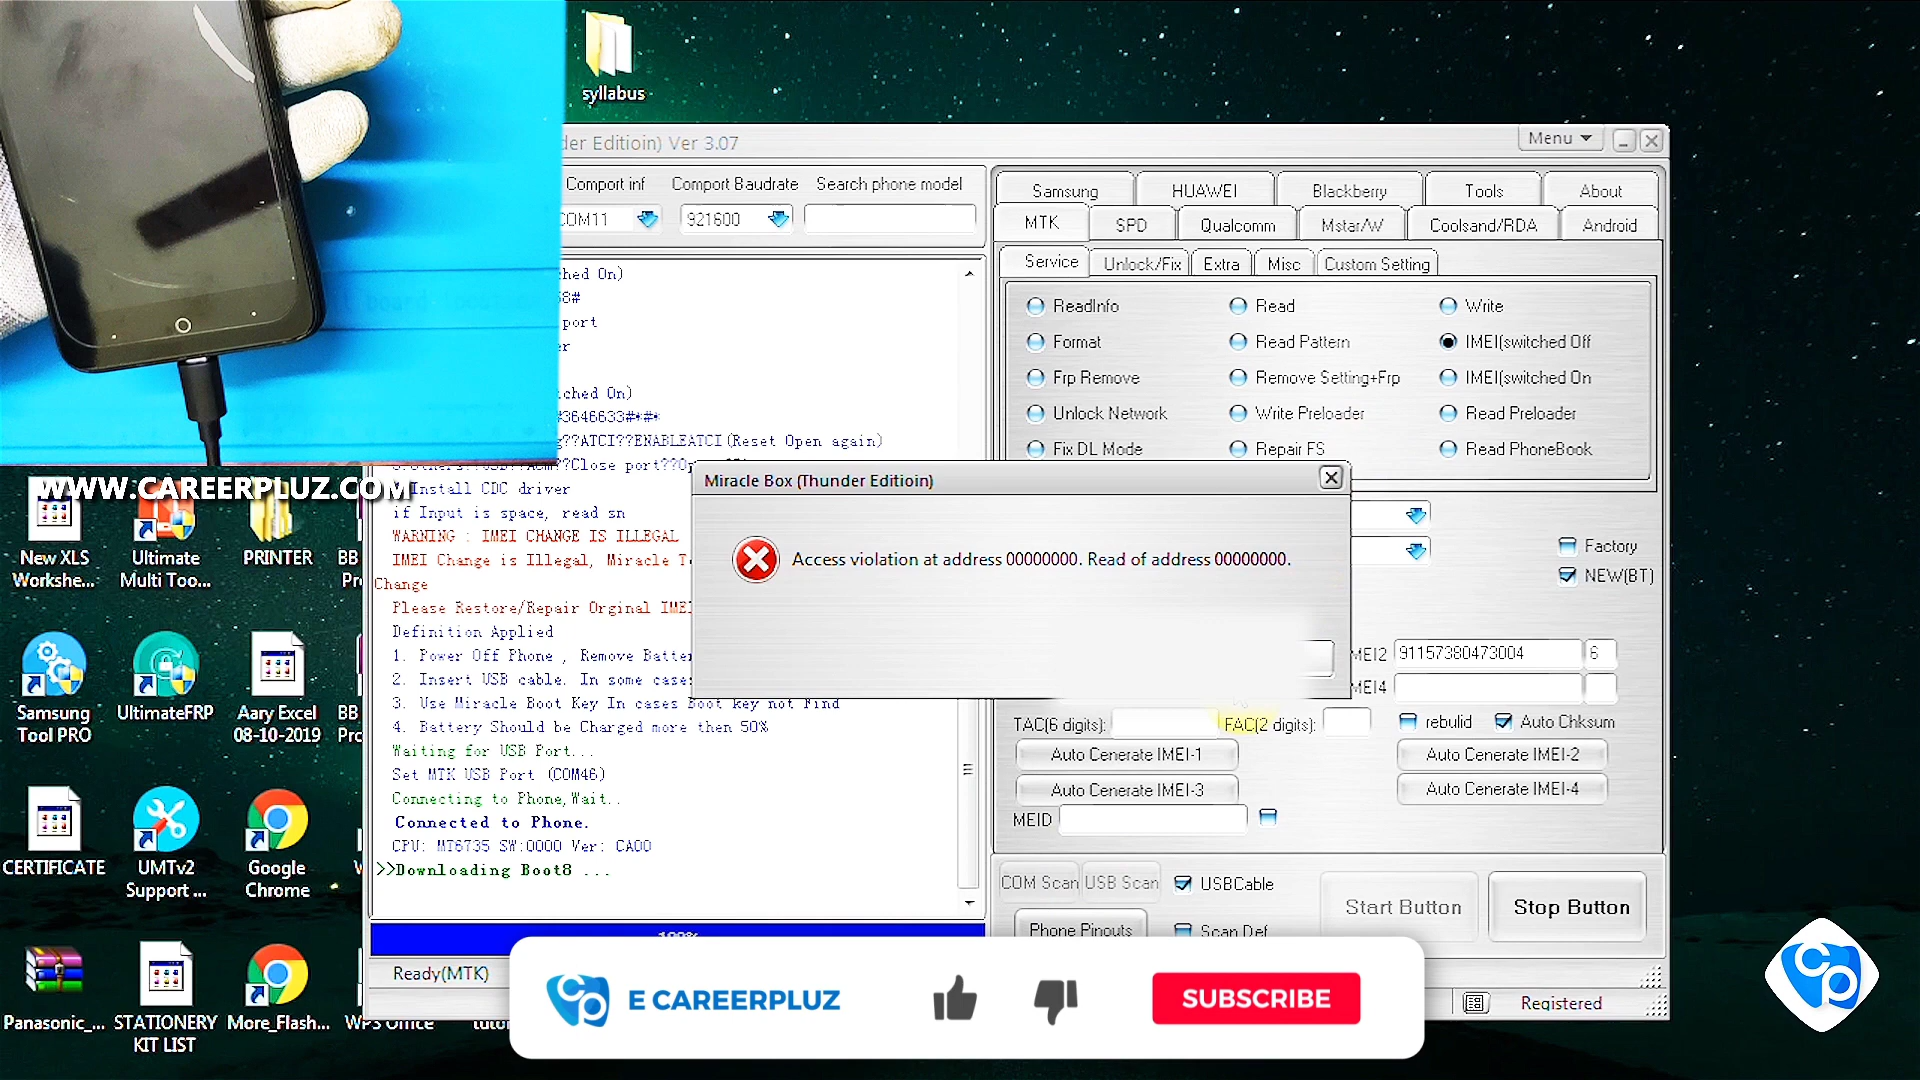 syllabus
der Editioin) Ver 3.07
Menu
Comport inf
Comport Baudrate
Search phone model
COM11
921600
Samsung
HUAWEI
Blackberry
Tools
About
MTK
SPD
Qualcomm
Mstar/W
Coolsand/RDA
Android
Service
Unlock/Fix
Extra
Misc
Custom Setting
ReadInfo
Read
Write
Format
Read Pattern
IMEI(switched Off
Frp Remove
Remove Setting+Frp
IMEI(switched On
Unlock Network
Write Preloader
Read Preloader
Fix DL Mode
Repair FS
Read PhoneBook
hed On)
8#
port
er
ched On)
3646633#*#*
g??ATCI??ENABLEATCI(Reset Open again)
Install CDC driver
if Input is space, read sn
WARNING : IMEI CHANGE IS ILLEGAL
IMEI Change is Illegal, Miracle T
Change
Please Restore/Repair Orginal IMEI
Definition Applied
1. Power Off Phone , Remove Batter
2. Insert USB cable. In some case
3. Use Miracle Boot Key In cases Boot key not Find
4. Battery Should be Charged more then 50%
Waiting for USB Port...
Set MTK USB Port (COM46)
Connecting to Phone,Wait..
Connected to Phone.
CPU: MT6735 SW:0000 Ver: CA00
>>Downloading Boot8 ...
100%
Ready(MTK)
Miracle Box (Thunder Editioin)
Access violation at address 00000000. Read of address 00000000.
Factory
NEW(BT)
MEI2
91157380473004
6
MEI4
TAC(6 digits):
FAC(2 digits):
rebulid
Auto Chksum
Auto Cenerate IMEI-1
Auto Cenerate IMEI-2
Auto Cenerate IMEI-3
Auto Cenerate IMEI-4
MEID
COM Scan
USB Scan
USBCable
Start Button
Stop Button
Phone Pinouts
Scan Def
Registered
WWW.CAREERPLUZ.COM
New XLS
Workshe...
Ultimate
Multi Too...
PRINTER
BB
Pr
Samsung
Tool PRO
UltimateFRP
Aary Excel
08-10-2019
BB
Pro
CERTIFICATE
UMTv2
Support ...
Google
Chrome
Panasonic_...
STATIONERY
KIT LIST
More_Flash...
WPS Office
tuto
cp
E CAREERPLUZ
SUBSCRIBE
cp